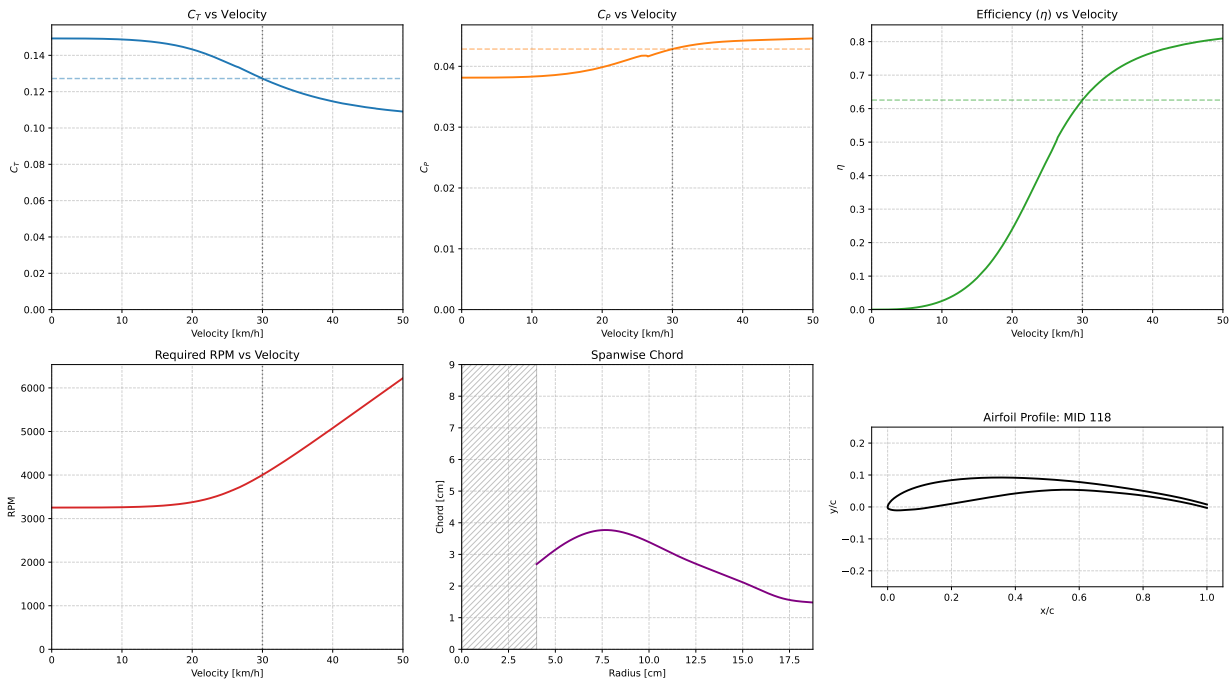 C_T vs Velocity
C_T
0.14
0.12
0.10
0.08
0.06
0.04
0.02
0.00
0 10 20 30 40 50
Velocity [km/h]
C_P vs Velocity
C_P
0.04
0.03
0.02
0.01
0.00
0 10 20 30 40 50
Velocity [km/h]
Efficiency (η) vs Velocity
η
0.8
0.7
0.6
0.5
0.4
0.3
0.2
0.1
0.0
0 10 20 30 40 50
Velocity [km/h]
Required RPM vs Velocity
RPM
6000
5000
4000
3000
2000
1000
0
0 10 20 30 40 50
Velocity [km/h]
Spanwise Chord
Chord [cm]
9
8
7
6
5
4
3
2
1
0
0.0 2.5 5.0 7.5 10.0 12.5 15.0 17.5
Radius [cm]
Airfoil Profile: MID 118
y/c
0.2
0.1
0.0
−0.1
−0.2
0.0 0.2 0.4 0.6 0.8 1.0
x/c